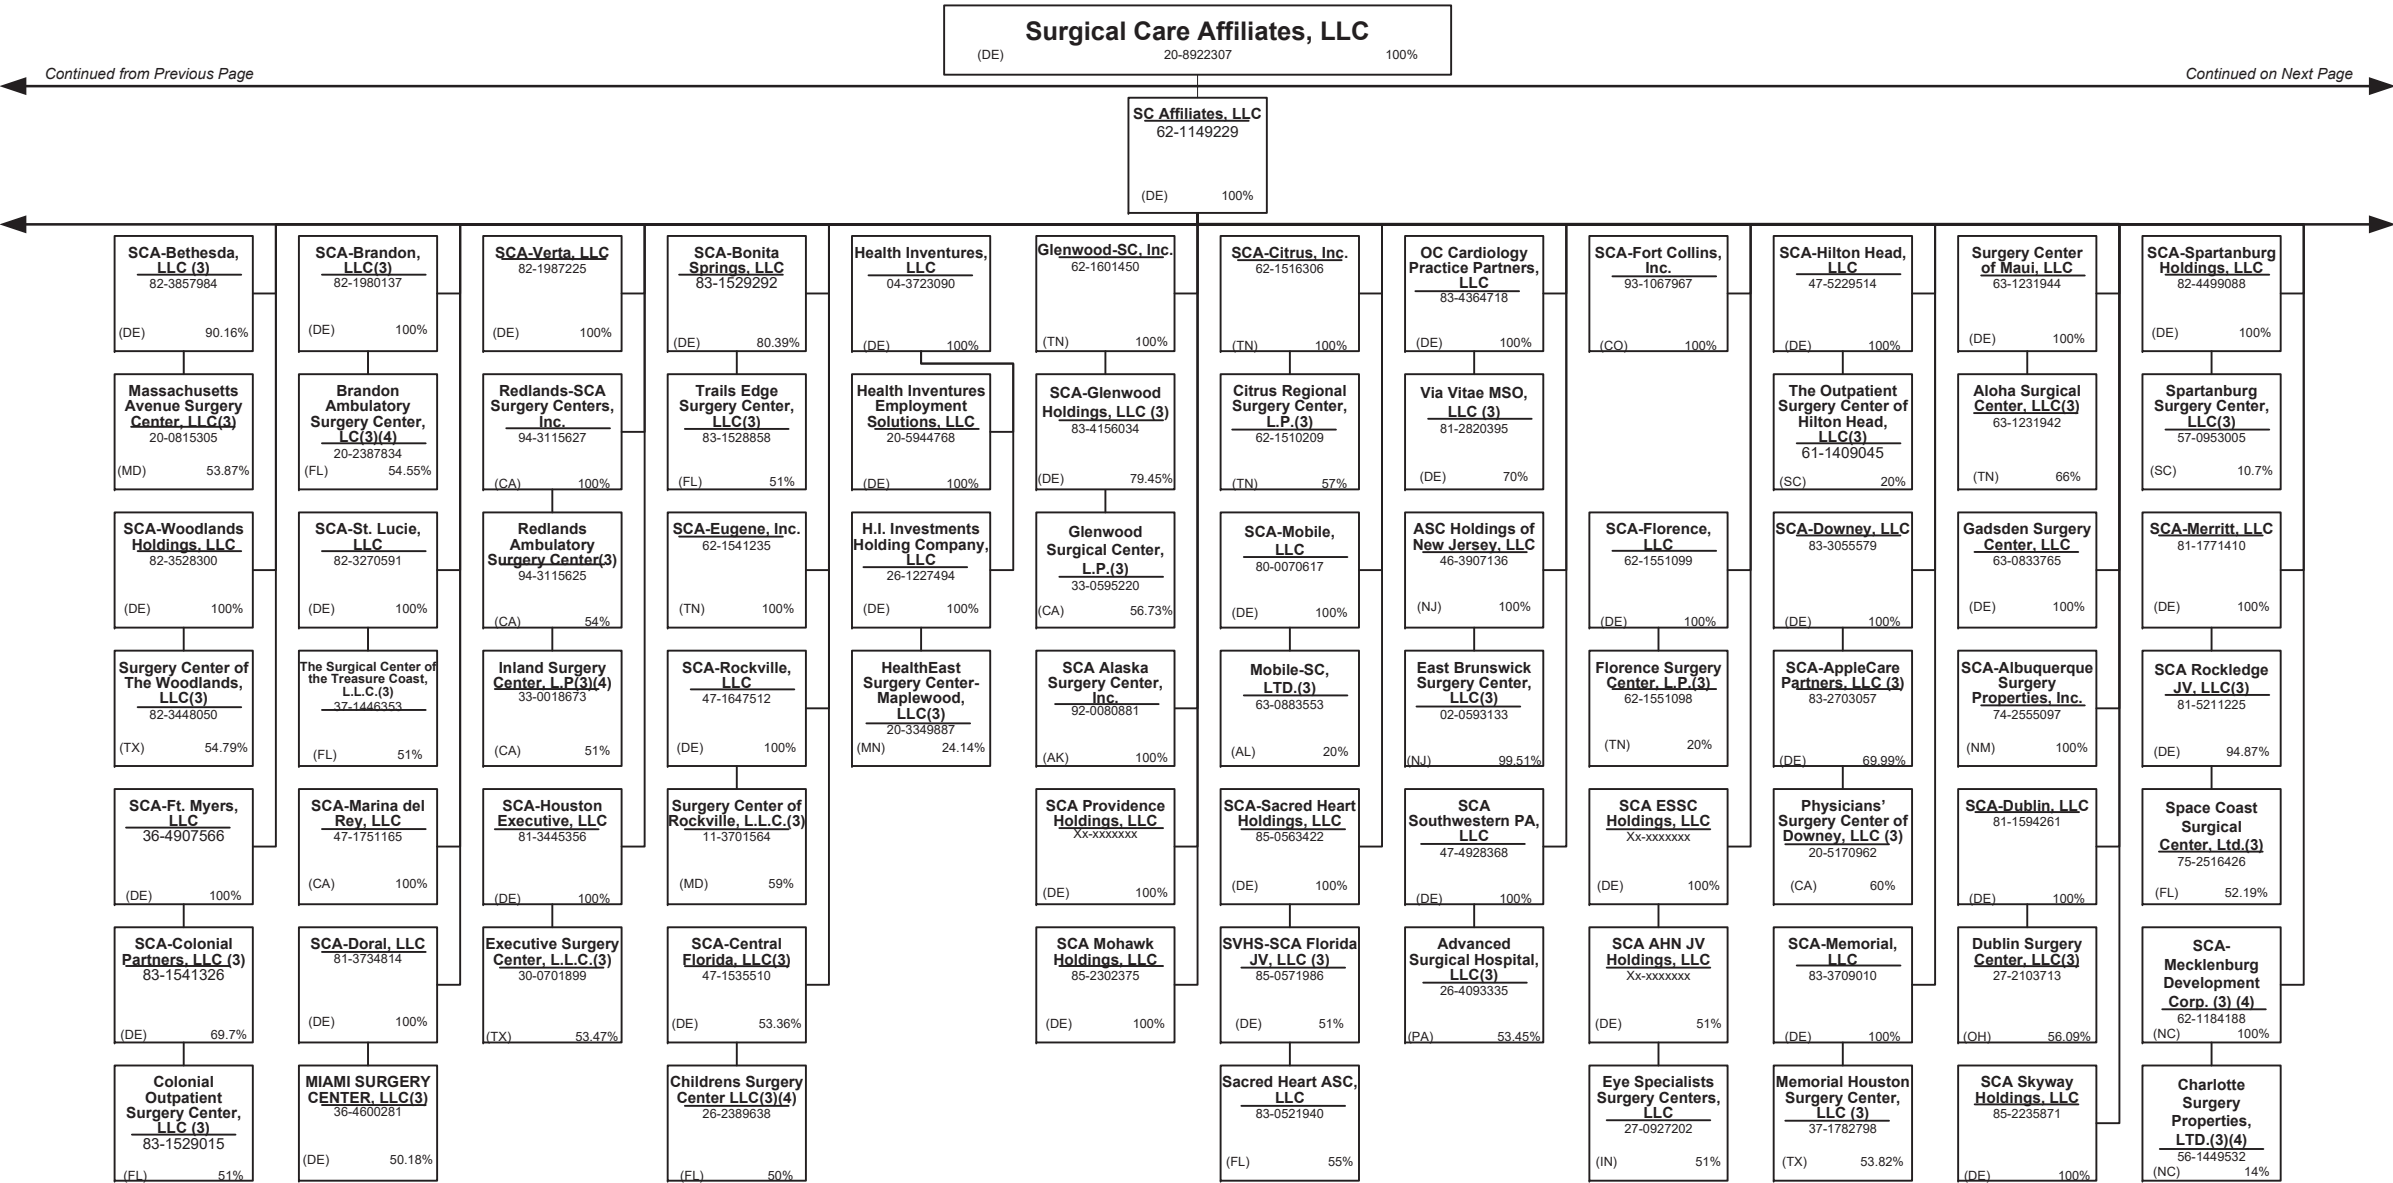 Surgical Care Affiliates, LLC
(DE) 20-8922307 100%
Continued from Previous Page
Continued on Next Page
SC Affiliates, LLC
62-1149229
(DE) 100%
SCA-Bethesda,
LLC (3)
82-3857984
(DE) 90.16%
Massachusetts
Avenue Surgery
Center, LLC(3)
20-0815305
(MD) 53.87%
SCA-Woodlands
Holdings, LLC
82-3528300
(DE) 100%
Surgery Center of
The Woodlands,
LLC(3)
82-3448050
(TX) 54.79%
SCA-Ft. Myers,
LLC
36-4907566
(DE) 100%
SCA-Colonial
Partners, LLC (3)
83-1541326
(DE) 69.7%
Colonial
Outpatient
Surgery Center,
LLC (3)
83-1529015
(FL) 51%
SCA-Brandon,
LLC(3)
82-1980137
(DE) 100%
Brandon
Ambulatory
Surgery Center,
LC(3)(4)
20-2387834
(FL) 54.55%
SCA-St. Lucie,
LLC
82-3270591
(DE) 100%
The Surgical Center of
the Treasure Coast,
L.L.C.(3)
37-1446353
(FL) 51%
SCA-Marina del
Rey, LLC
47-1751165
(CA) 100%
SCA-Doral, LLC
81-3734814
(DE) 100%
MIAMI SURGERY
CENTER, LLC(3)
36-4600281
(DE) 50.18%
SCA-Verta, LLC
82-1987225
(DE) 100%
Redlands-SCA
Surgery Centers,
Inc.
94-3115627
(CA) 100%
Redlands
Ambulatory
Surgery Center(3)
94-3115625
(CA) 54%
Inland Surgery
Center, L.P(3)(4)
33-0018673
(CA) 51%
SCA-Houston
Executive, LLC
81-3445356
(DE) 100%
Executive Surgery
Center, L.L.C.(3)
30-0701899
(TX) 53.47%
SCA-Bonita
Springs, LLC
83-1529292
(DE) 80.39%
Trails Edge
Surgery Center,
LLC(3)
83-1528858
(FL) 51%
SCA-Eugene, Inc.
62-1541235
(TN) 100%
SCA-Rockville,
LLC
47-1647512
(DE) 100%
Surgery Center of
Rockville, L.L.C.(3)
11-3701564
(MD) 59%
SCA-Central
Florida, LLC(3)
47-1535510
(DE) 53.36%
Childrens Surgery
Center LLC(3)(4)
26-2389638
(FL) 50%
Health Inventures,
LLC
04-3723090
(DE) 100%
Health Inventures
Employment
Solutions, LLC
20-5944768
(DE) 100%
H.I. Investments
Holding Company,
LLC
26-1227494
(DE) 100%
HealthEast
Surgery Center-
Maplewood,
LLC(3)
20-3349887
(MN) 24.14%
Glenwood-SC, Inc.
62-1601450
(TN) 100%
SCA-Glenwood
Holdings, LLC (3)
83-4156034
(DE) 79.45%
Glenwood
Surgical Center,
L.P.(3)
33-0595220
(CA) 56.73%
SCA Alaska
Surgery Center,
Inc.
92-0080881
(AK) 100%
SCA Providence
Holdings, LLC
Xx-xxxxxxx
(DE) 100%
SCA Mohawk
Holdings, LLC
85-2302375
(DE) 100%
SCA-Citrus, Inc.
62-1516306
(TN) 100%
Citrus Regional
Surgery Center,
L.P.(3)
62-1510209
(TN) 57%
SCA-Mobile,
LLC
80-0070617
(DE) 100%
Mobile-SC,
LTD.(3)
63-0883553
(AL) 20%
SCA-Sacred Heart
Holdings, LLC
85-0563422
(DE) 100%
SVHS-SCA Florida
JV, LLC (3)
85-0571986
(DE) 51%
Sacred Heart ASC,
LLC
83-0521940
(FL) 55%
OC Cardiology
Practice Partners,
LLC
83-4364718
(DE) 100%
Via Vitae MSO,
LLC (3)
81-2820395
(DE) 70%
ASC Holdings of
New Jersey, LLC
46-3907136
(NJ) 100%
East Brunswick
Surgery Center,
LLC(3)
02-0593133
(NJ) 99.51%
SCA
Southwestern PA,
LLC
47-4928368
(DE) 100%
Advanced
Surgical Hospital,
LLC(3)
26-4093335
(PA) 53.45%
SCA-Fort Collins,
Inc.
93-1067967
(CO) 100%
SCA-Florence,
LLC
62-1551099
(DE) 100%
Florence Surgery
Center, L.P.(3)
62-1551098
(TN) 20%
SCA ESSC
Holdings, LLC
Xx-xxxxxxx
(DE) 100%
SCA AHN JV
Holdings, LLC
Xx-xxxxxxx
(DE) 51%
Eye Specialists
Surgery Centers,
LLC
27-0927202
(IN) 51%
SCA-Hilton Head,
LLC
47-5229514
(DE) 100%
The Outpatient
Surgery Center of
Hilton Head,
LLC(3)
61-1409045
(SC) 20%
SCA-Downey, LLC
83-3055579
(DE) 100%
SCA-AppleCare
Partners, LLC (3)
83-2703057
(DE) 69.99%
Physicians’
Surgery Center of
Downey, LLC (3)
20-5170962
(CA) 60%
SCA-Memorial,
LLC
83-3709010
(DE) 100%
Memorial Houston
Surgery Center,
LLC (3)
37-1782798
(TX) 53.82%
Surgery Center
of Maui, LLC
63-1231944
(DE) 100%
Aloha Surgical
Center, LLC(3)
63-1231942
(TN) 66%
Gadsden Surgery
Center, LLC
63-0833765
(DE) 100%
SCA-Albuquerque
Surgery
Properties, Inc.
74-2555097
(NM) 100%
SCA-Dublin, LLC
81-1594261
(DE) 100%
Dublin Surgery
Center, LLC(3)
27-2103713
(OH) 56.09%
SCA Skyway
Holdings, LLC
85-2235871
(DE) 100%
SCA-Spartanburg
Holdings, LLC
82-4499088
(DE) 100%
Spartanburg
Surgery Center,
LLC(3)
57-0953005
(SC) 10.7%
SCA-Merritt, LLC
81-1771410
(DE) 100%
SCA Rockledge
JV, LLC(3)
81-5211225
(DE) 94.87%
Space Coast
Surgical
Center, Ltd.(3)
75-2516426
(FL) 52.19%
SCA-
Mecklenburg
Development
Corp. (3) (4)
62-1184188
(NC) 100%
Charlotte
Surgery
Properties,
LTD.(3)(4)
56-1449532
(NC) 14%